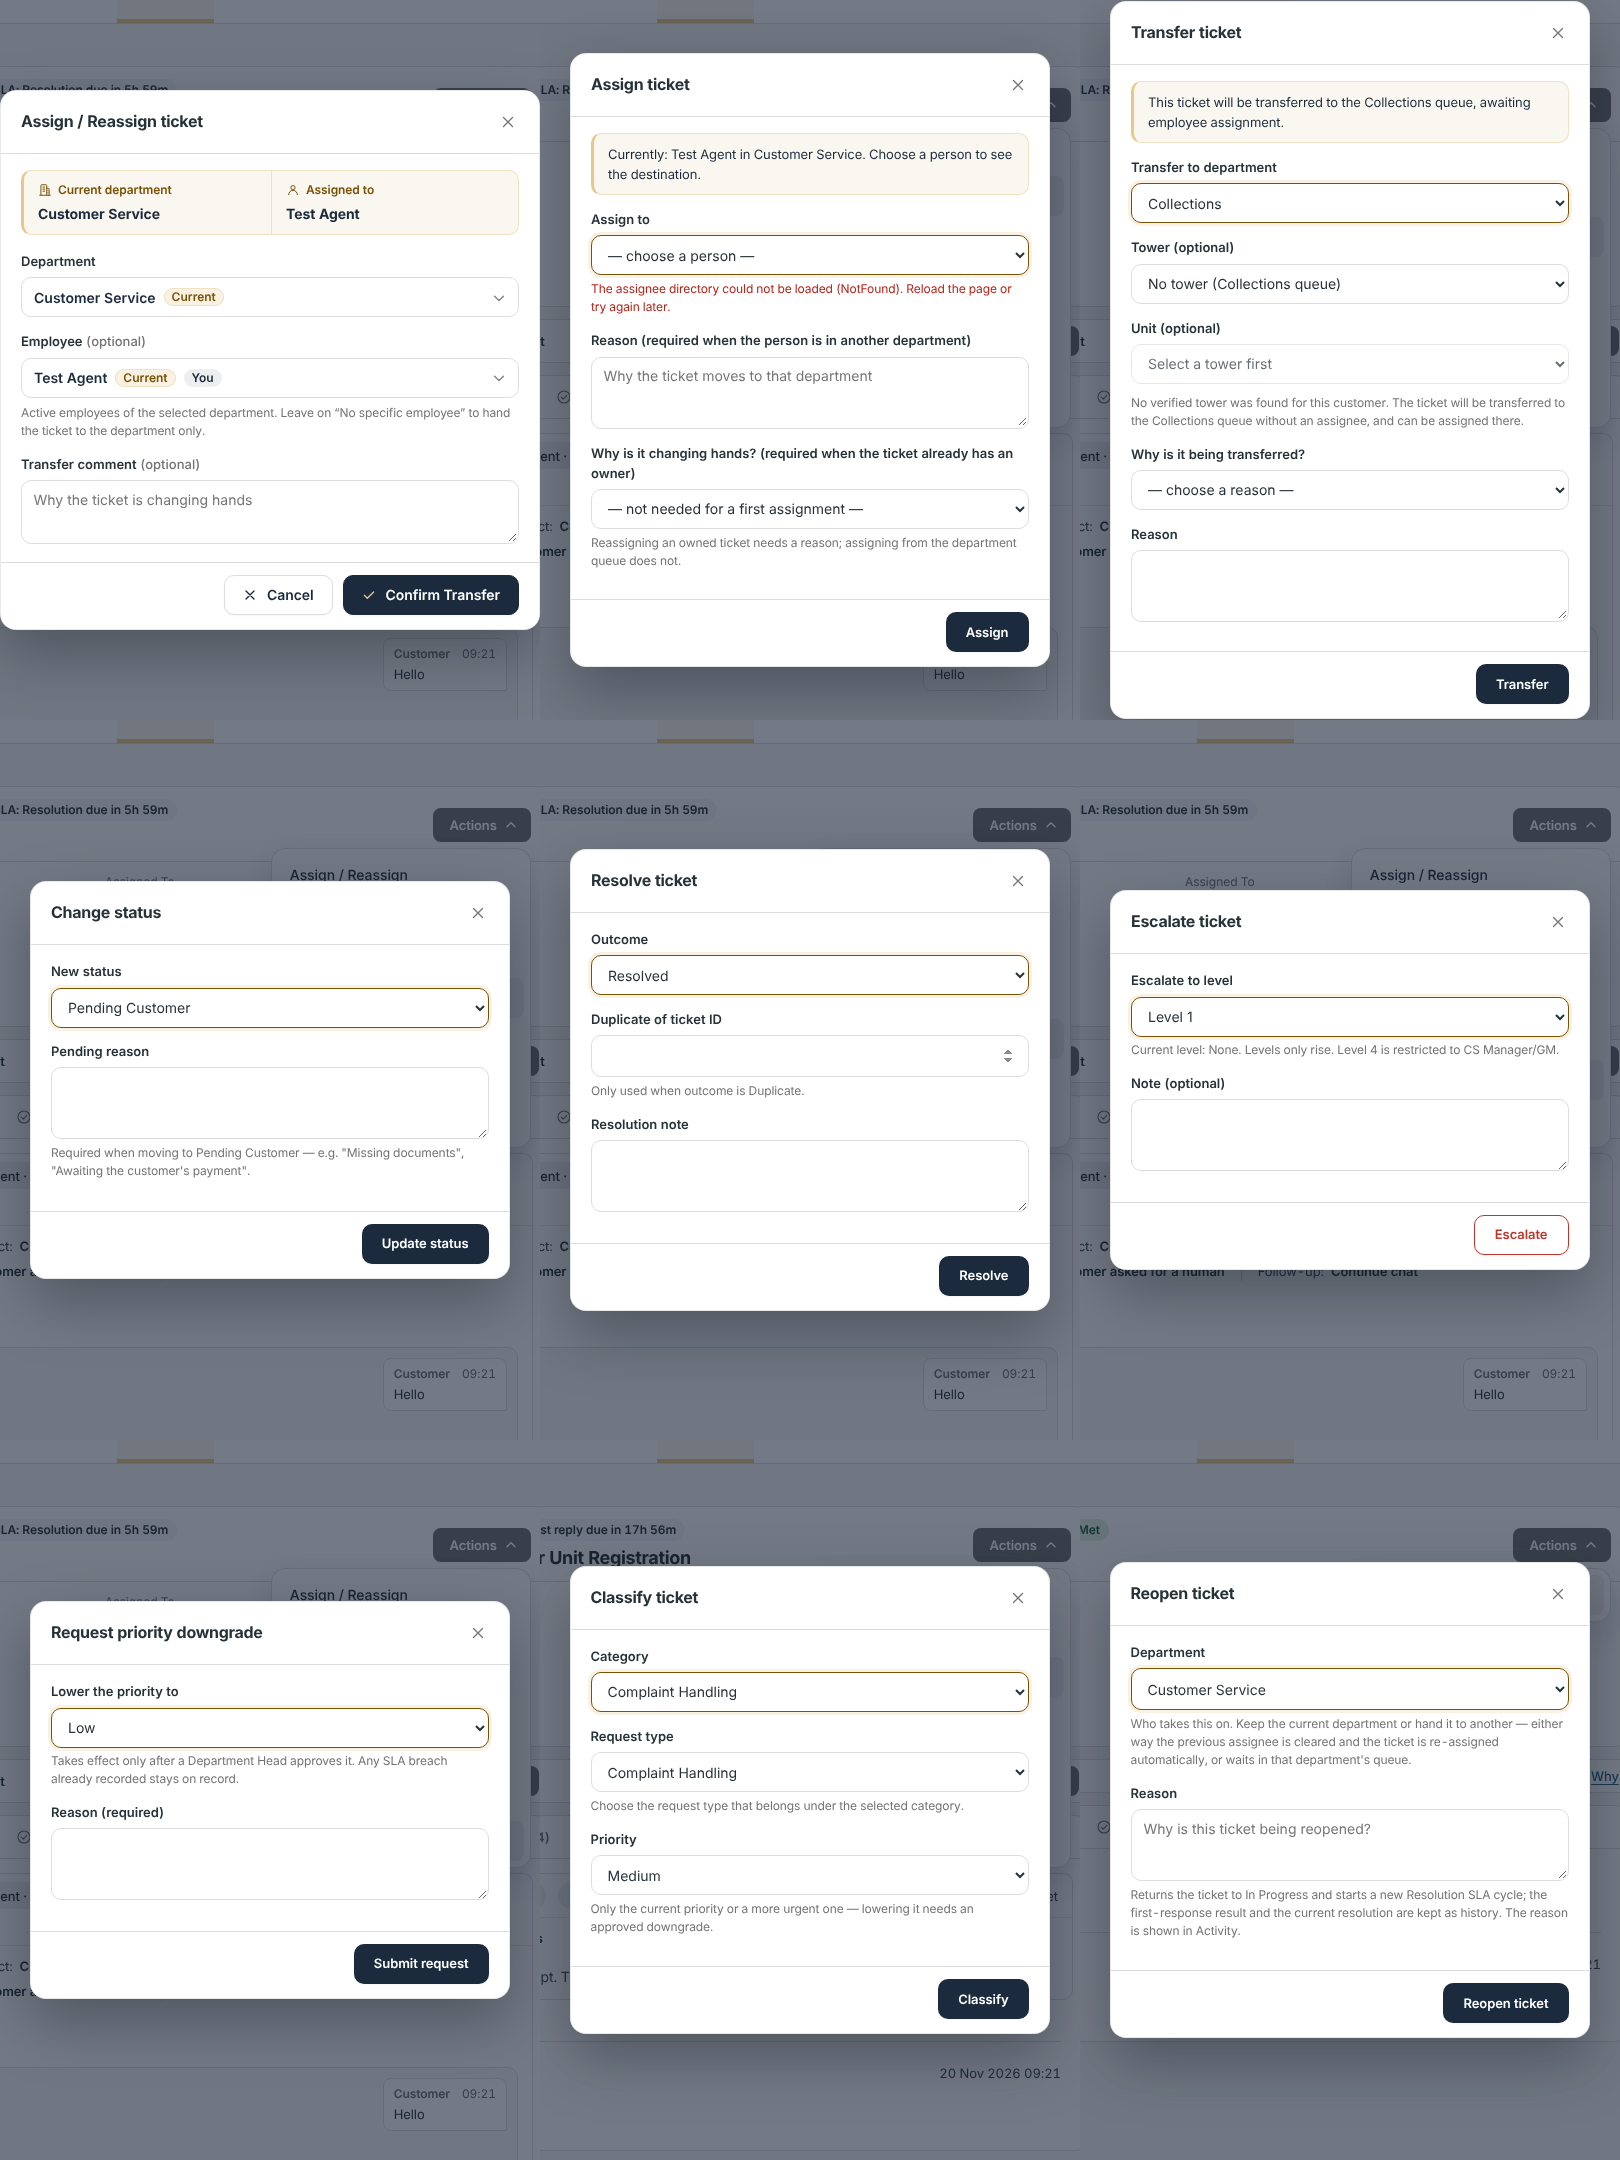 LA: Resolution due in 5h 59m
Assign / Reassign ticket
Current department
Customer Service
Assigned to
Test Agent
Department
Customer Service Current
Employee (optional)
Test Agent Current You
Active employees of the selected department. Leave on “No specific employee” to hand
the ticket to the department only.
Transfer comment (optional)
Why the ticket is changing hands
Cancel
Confirm Transfer
Customer 09:21
Hello
Assign ticket
Currently: Test Agent in Customer Service. Choose a person to see
the destination.
Assign to
— choose a person —
The assignee directory could not be loaded (NotFound). Reload the page or
try again later.
Reason (required when the person is in another department)
Why the ticket moves to that department
Why is it changing hands? (required when the ticket already has an
owner)
— not needed for a first assignment —
Reassigning an owned ticket needs a reason; assigning from the department
queue does not.
Assign
Customer 09:21
Hello
LA: R
Transfer ticket
This ticket will be transferred to the Collections queue, awaiting
employee assignment.
Transfer to department
Collections
Tower (optional)
No tower (Collections queue)
Unit (optional)
Select a tower first
No verified tower was found for this customer. The ticket will be transferred to
the Collections queue without an assignee, and can be assigned there.
Why is it being transferred?
— choose a reason —
Reason
Transfer
LA: Resolution due in 5h 59m
Actions
Assign / Reassign
Assigned To
Change status
New status
Pending Customer
Pending reason
Required when moving to Pending Customer — e.g. "Missing documents",
"Awaiting the customer's payment".
Update status
Customer 09:21
Hello
LA: Resolution due in 5h 59m
Actions
Resolve ticket
Outcome
Resolved
Duplicate of ticket ID
Only used when outcome is Duplicate.
Resolution note
Resolve
Customer 09:21
Hello
LA: Resolution due in 5h 59m
Actions
Assigned To
Assign / Reassign
Escalate ticket
Escalate to level
Level 1
Current level: None. Levels only rise. Level 4 is restricted to CS Manager/GM.
Note (optional)
Escalate
omer asked for a human Follow-up: Continue chat
Customer 09:21
Hello
LA: Resolution due in 5h 59m
Actions
Assign / Reassign
Assigned To
Request priority downgrade
Lower the priority to
Low
Takes effect only after a Department Head approves it. Any SLA breach
already recorded stays on record.
Reason (required)
Submit request
Customer 09:21
Hello
st reply due in 17h 56m
r Unit Registration
Actions
Classify ticket
Category
Complaint Handling
Request type
Complaint Handling
Choose the request type that belongs under the selected category.
Priority
Medium
Only the current priority or a more urgent one — lowering it needs an
approved downgrade.
Classify
20 Nov 2026 09:21
Met
Actions
Reopen ticket
Department
Customer Service
Who takes this on. Keep the current department or hand it to another — either
way the previous assignee is cleared and the ticket is re-assigned
automatically, or waits in that department's queue.
Why
Reason
Why is this ticket being reopened?
Returns the ticket to In Progress and starts a new Resolution SLA cycle; the
first-response result and the current resolution are kept as history. The reason
is shown in Activity.
Reopen ticket